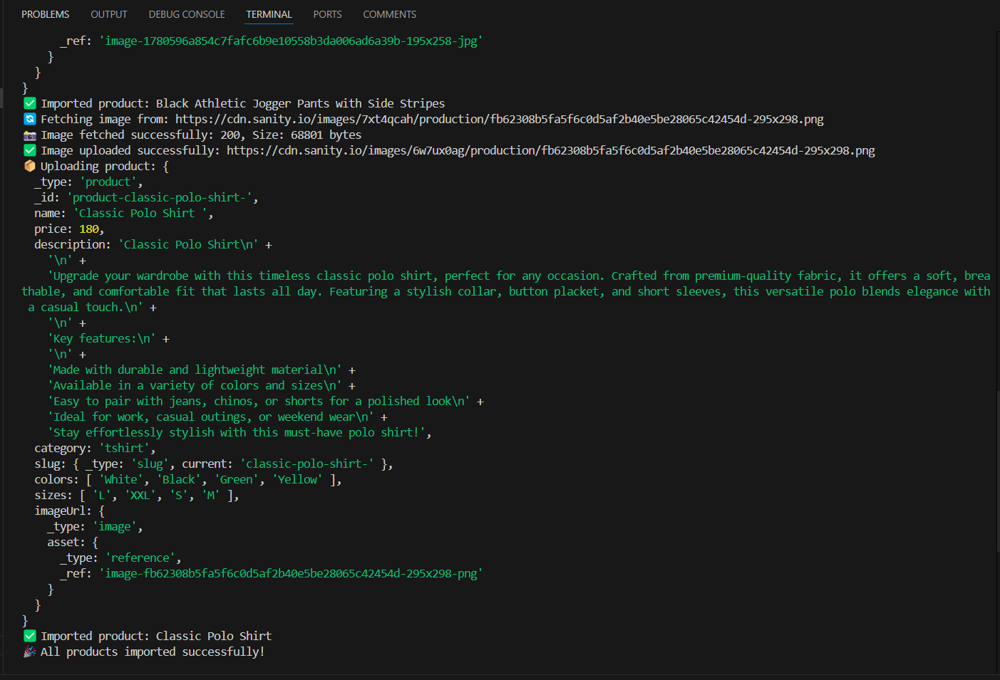 PROBLEMS OUTPUT DEBUG CONSOLE TERMINAL PORTS COMMENTS
_ref: 'image-1780596a854c7fafc6b9e10558b3da006ad6a39b-195x258-jpg'
}
}
}
✅ Imported product: Black Athletic Jogger Pants with Side Stripes
🔄 Fetching image from: https://cdn.sanity.io/images/7xt4qcah/production/fb62308b5fa5f6c0d5af2b40e5be28065c42454d-295x298.png
📷 Image fetched successfully: 200, Size: 68801 bytes
✅ Image uploaded successfully: https://cdn.sanity.io/images/6w7ux0ag/production/fb62308b5fa5f6c0d5af2b40e5be28065c42454d-295x298.png
📦 Uploading product: {
_type: 'product',
_id: 'product-classic-polo-shirt-',
name: 'Classic Polo Shirt ',
price: 180,
description: 'Classic Polo Shirt\n' +
'\n' +
'Upgrade your wardrobe with this timeless classic polo shirt, perfect for any occasion. Crafted from premium-quality fabric, it offers a soft, brea
thable, and comfortable fit that lasts all day. Featuring a stylish collar, button placket, and short sleeves, this versatile polo blends elegance with
a casual touch.\n' +
'\n' +
'Key features:\n' +
'\n' +
'Made with durable and lightweight material\n' +
'Available in a variety of colors and sizes\n' +
'Easy to pair with jeans, chinos, or shorts for a polished look\n' +
'Ideal for work, casual outings, or weekend wear\n' +
'Stay effortlessly stylish with this must-have polo shirt!',
category: 'tshirt',
slug: { _type: 'slug', current: 'classic-polo-shirt-' },
colors: [ 'White', 'Black', 'Green', 'Yellow' ],
sizes: [ 'L', 'XXL', 'S', 'M' ],
imageUrl: {
_type: 'image',
asset: {
_type: 'reference',
_ref: 'image-fb62308b5fa5f6c0d5af2b40e5be28065c42454d-295x298-png'
}
}
}
✅ Imported product: Classic Polo Shirt
🎉 All products imported successfully!